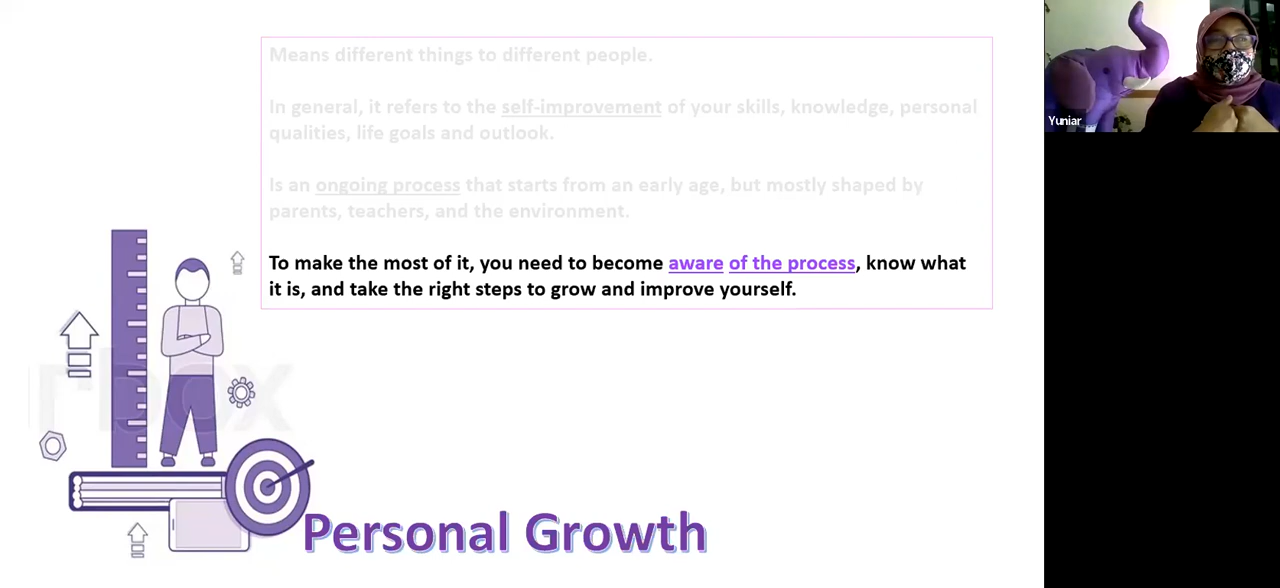 Means different things to different people.
In general, it refers to the self-improvement of your skills, knowledge, personal
qualities, life goals and outlook.
Is an ongoing process that starts from an early age, but mostly shaped by
parents, teachers, and the environment.
To make the most of it, you need to become aware of the process, know what
it is, and take the right steps to grow and improve yourself.
Personal Growth
Yuniar